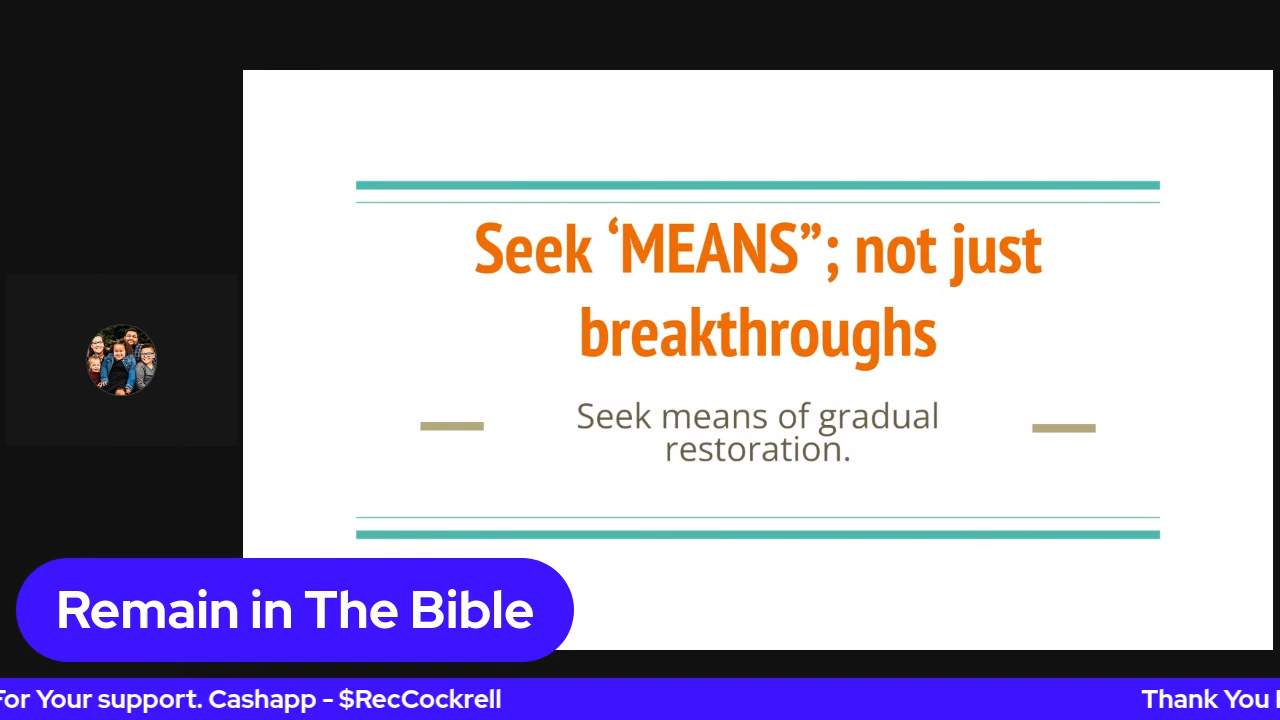 Seek ‘MEANS”; not just
breakthroughs
Seek means of gradual
restoration.
Remain in The Bible
For Your support. Cashapp - $RecCockrell
Thank You